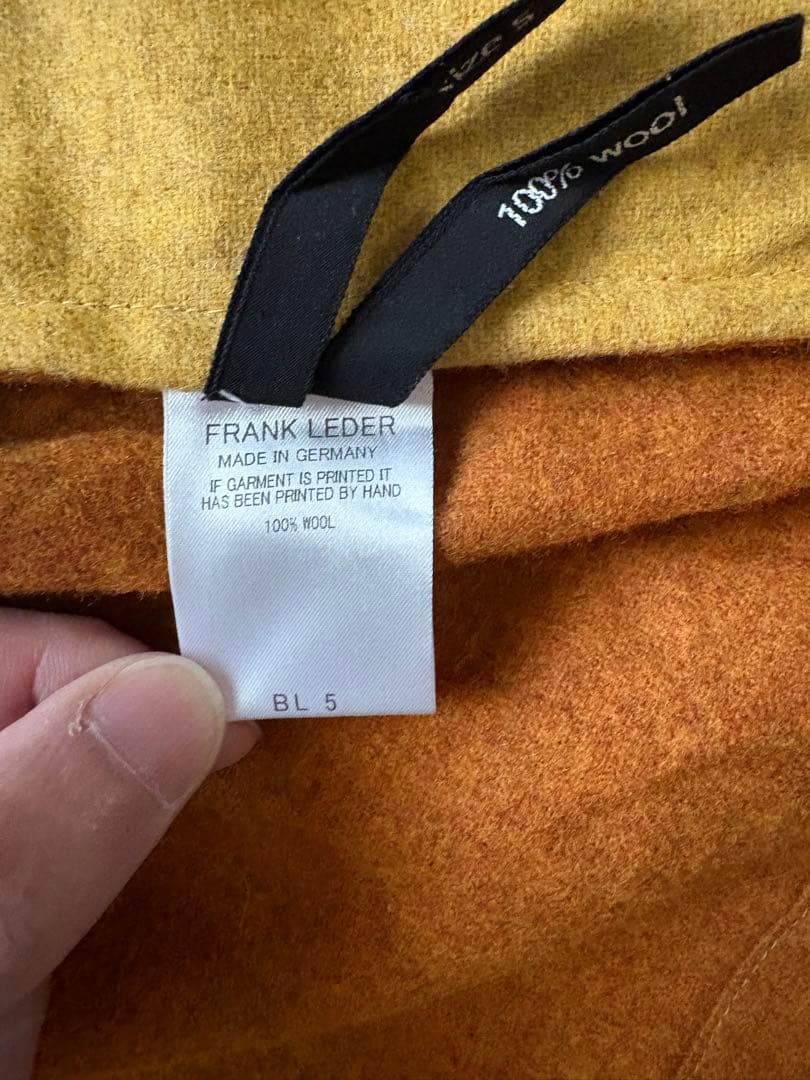 size S
100% wool
FRANK LEDER
MADE IN GERMANY
IF GARMENT IS PRINTED IT
HAS BEEN PRINTED BY HAND
100% WOOL
BL 5